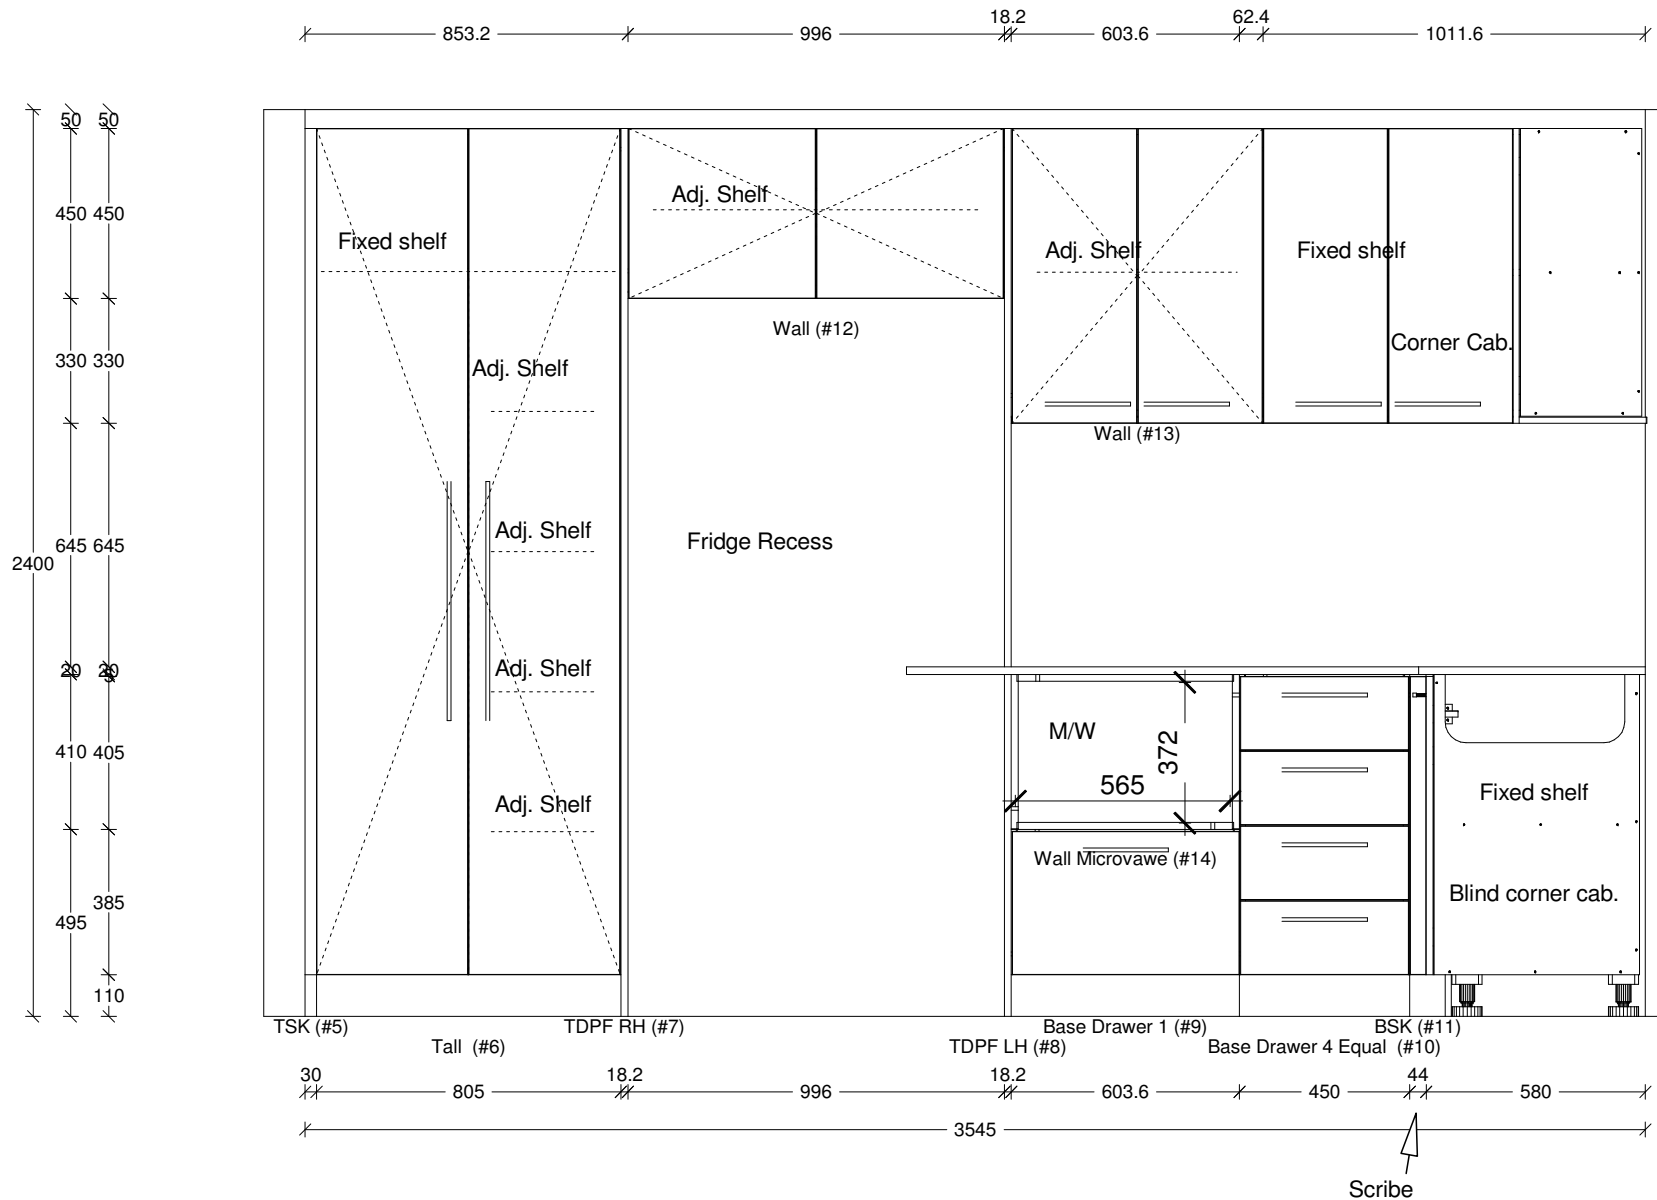 18.2 62.4
853.2 996 603.6 1011.6
50 50
450 450
Adj. Shelf
Fixed shelf
Adj. Shelf
Fixed shelf
Wall (#12)
Corner Cab.
330 330
Adj. Shelf
Wall (#13)
Adj. Shelf
Fridge Recess
645 645
2400
Adj. Shelf
20 20
5
M/W
372
410 405
565
Fixed shelf
Adj. Shelf
Wall Microvawe (#14)
Blind corner cab.
385
495
110
TSK (#5) TDPF RH (#7) Base Drawer 1 (#9) BSK (#11)
Tall (#6) TDPF LH (#8) Base Drawer 4 Equal (#10)
30 18.2 18.2 44
805 996 603.6 450 580
3545
Scribe